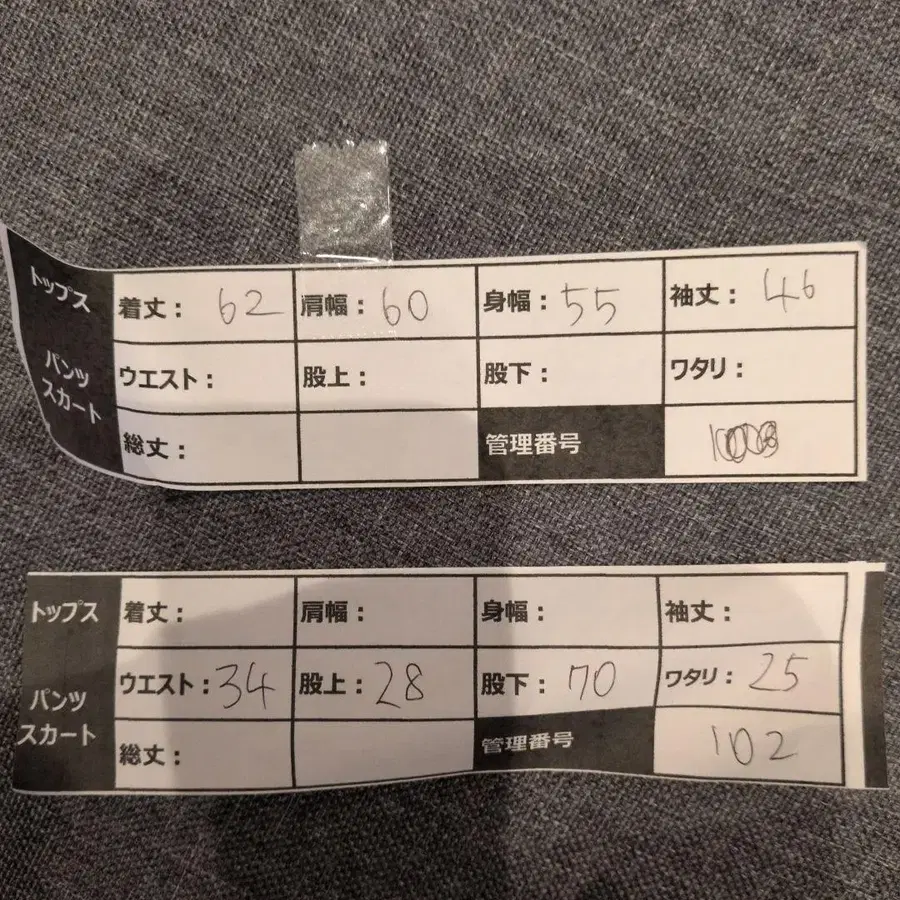 トップス 着丈: 62 肩幅: 60 身幅: 55 袖丈: 46
パンツ
スカート
ウエスト: 股上: 股下: ワタリ:
総丈: 管理番号
トップス 着丈: 肩幅: 身幅: 袖丈:
パンツ
スカート
ウエスト: 34 股上: 28 股下: 70 ワタリ: 25
総丈: 管理番号 102